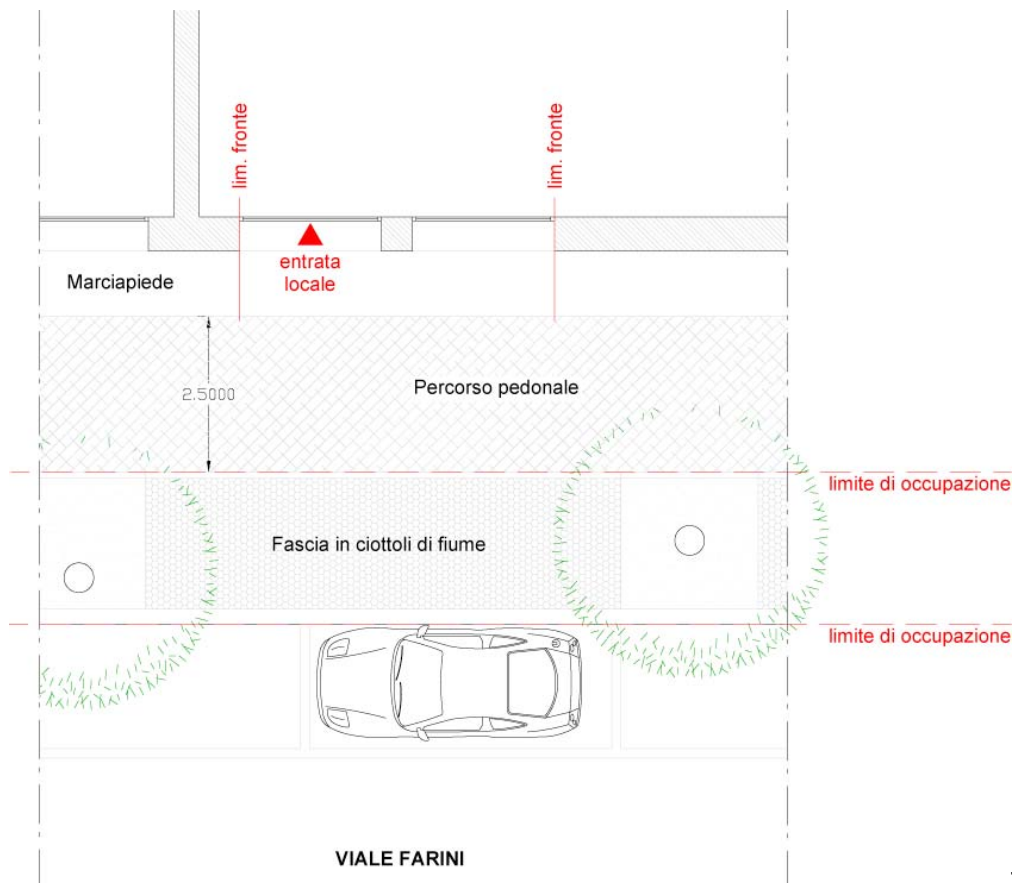 lim. fronte
lim. fronte
entrata
locale
Marciapiede
2.5000
Percorso pedonale
limite di occupazione
Fascia in ciottoli di fiume
limite di occupazione
VIALE FARINI